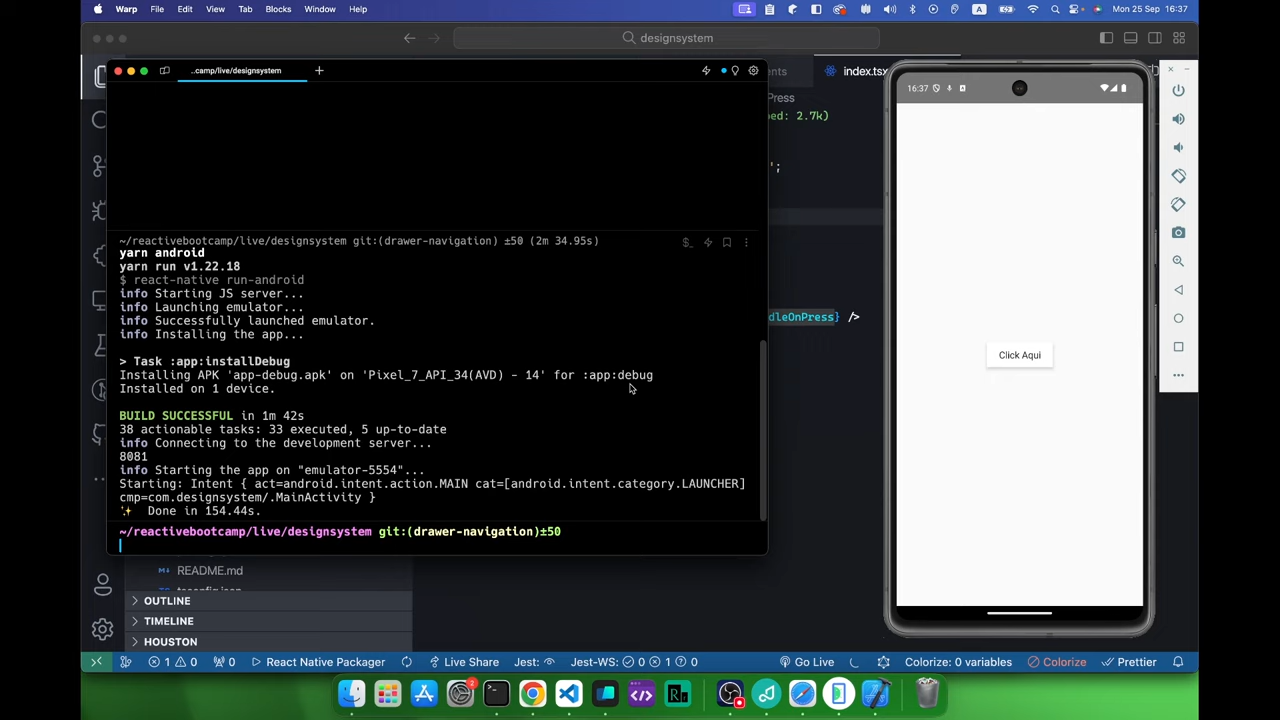 Warp File Edit View Tab Blocks Window Help
A Mon 25 Sep 16:37
designsystem
..camp/live/designsystem
ents index.tsx
Press
ped: 2.7k)
';
dleOnPress} />
~/reactivebootcamp/live/designsystem git:(drawer-navigation) ±50 (2m 34.95s)
yarn android
yarn run v1.22.18
$ react-native run-android
info Starting JS server...
info Launching emulator...
info Successfully launched emulator.
info Installing the app...
> Task :app:installDebug
Installing APK 'app-debug.apk' on 'Pixel_7_API_34(AVD) - 14' for :app:debug
Installed on 1 device.
BUILD SUCCESSFUL in 1m 42s
38 actionable tasks: 33 executed, 5 up-to-date
info Connecting to the development server...
8081
info Starting the app on "emulator-5554"...
Starting: Intent { act=android.intent.action.MAIN cat=[android.intent.category.LAUNCHER]
cmp=com.designsystem/.MainActivity }
✨ Done in 154.44s.
~/reactivebootcamp/live/designsystem git:(drawer-navigation)±50
16:37
Click Aqui
README.md
OUTLINE
TIMELINE
HOUSTON
1 0 0 React Native Package Live Share Jest: Jest-WS: 0 1 0 Go Live Colorize: 0 variables Colorize Prettier
2